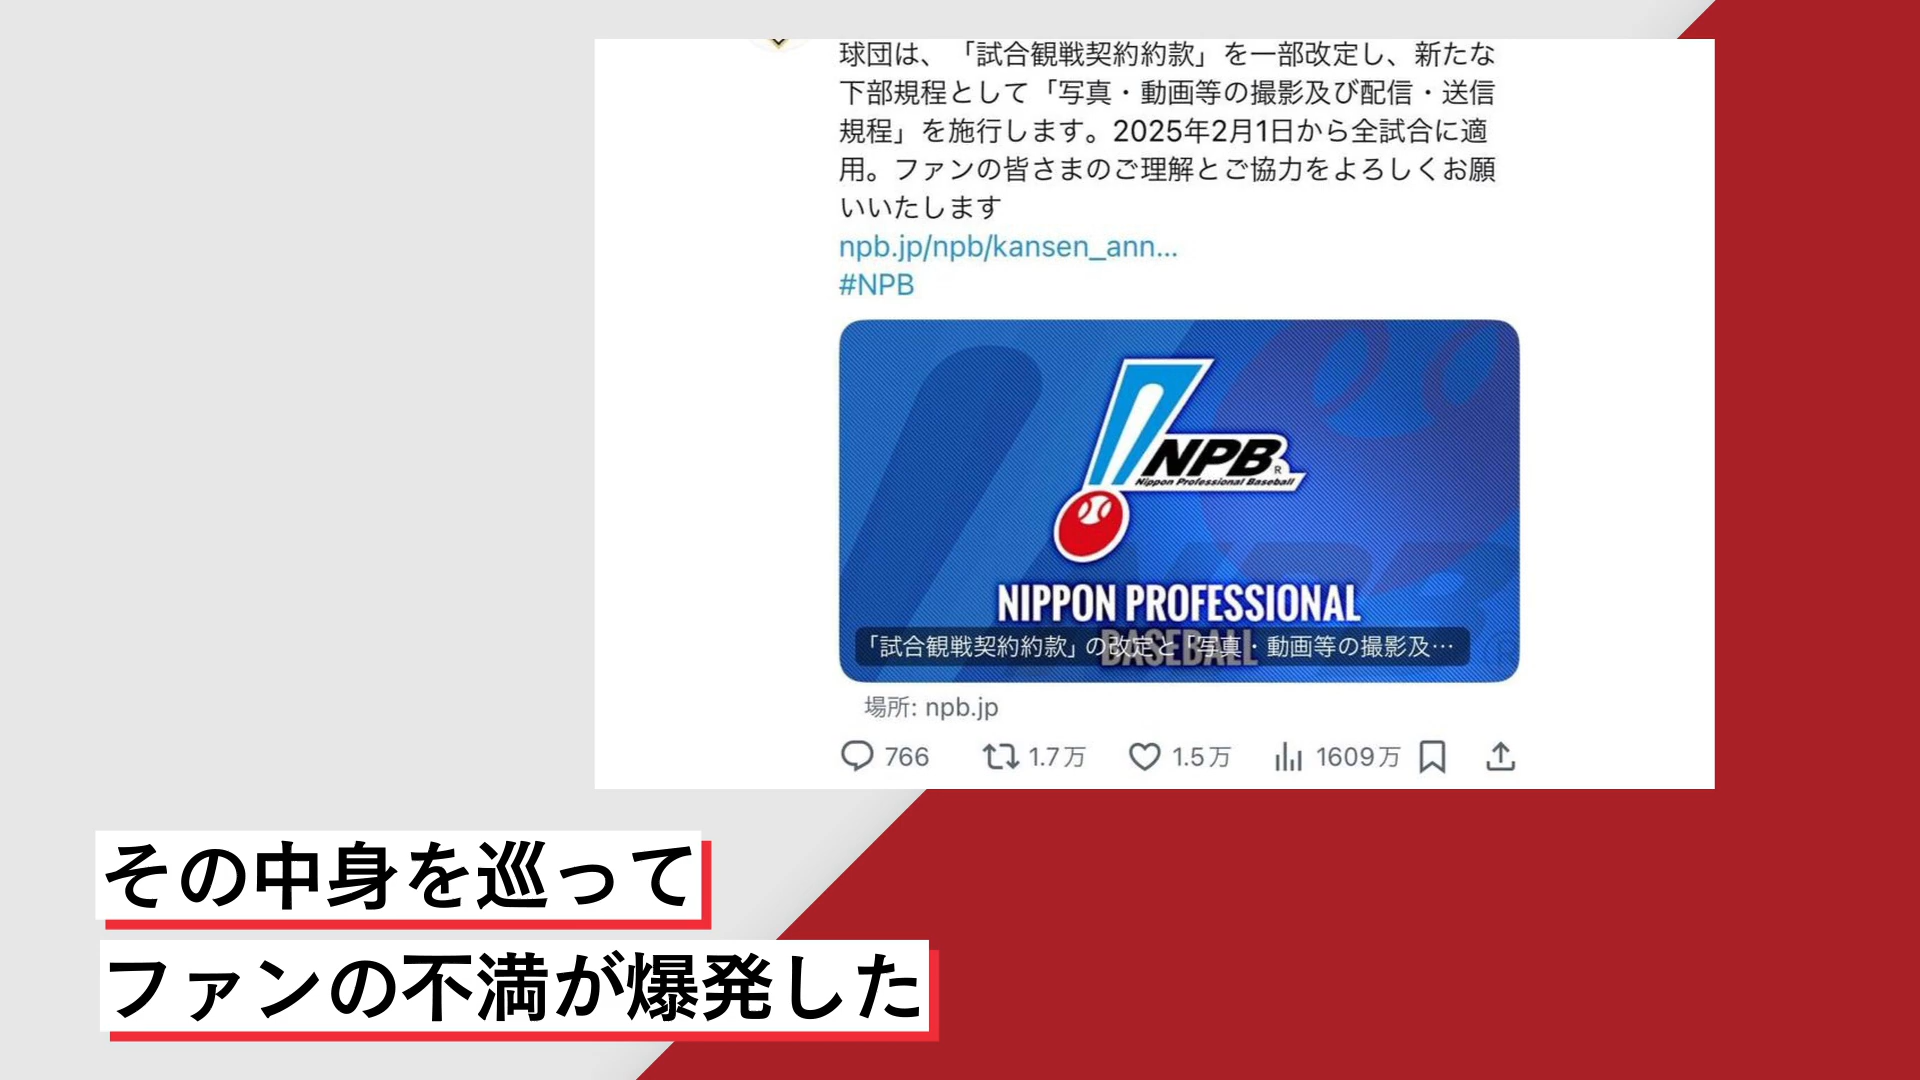 球団は、「試合観戦契約約款」を一部改定し、新たな
下部規程として「写真・動画等の撮影及び配信・送信
規程」を施行します。2025年2月1日から全試合に適
用。ファンの皆さまのご理解とご協力をよろしくお願
いいたします
npb.jp/npb/kansen_ann...
#NPB
NPB®
Nippon Professional Baseball
NIPPON PROFESSIONAL
BASEBALL
「試合観戦契約約款」の改定と「写真・動画等の撮影及…
場所: npb.jp
766 1.7万 1.5万 1609万
その中身を巡って
ファンの不満が爆発した